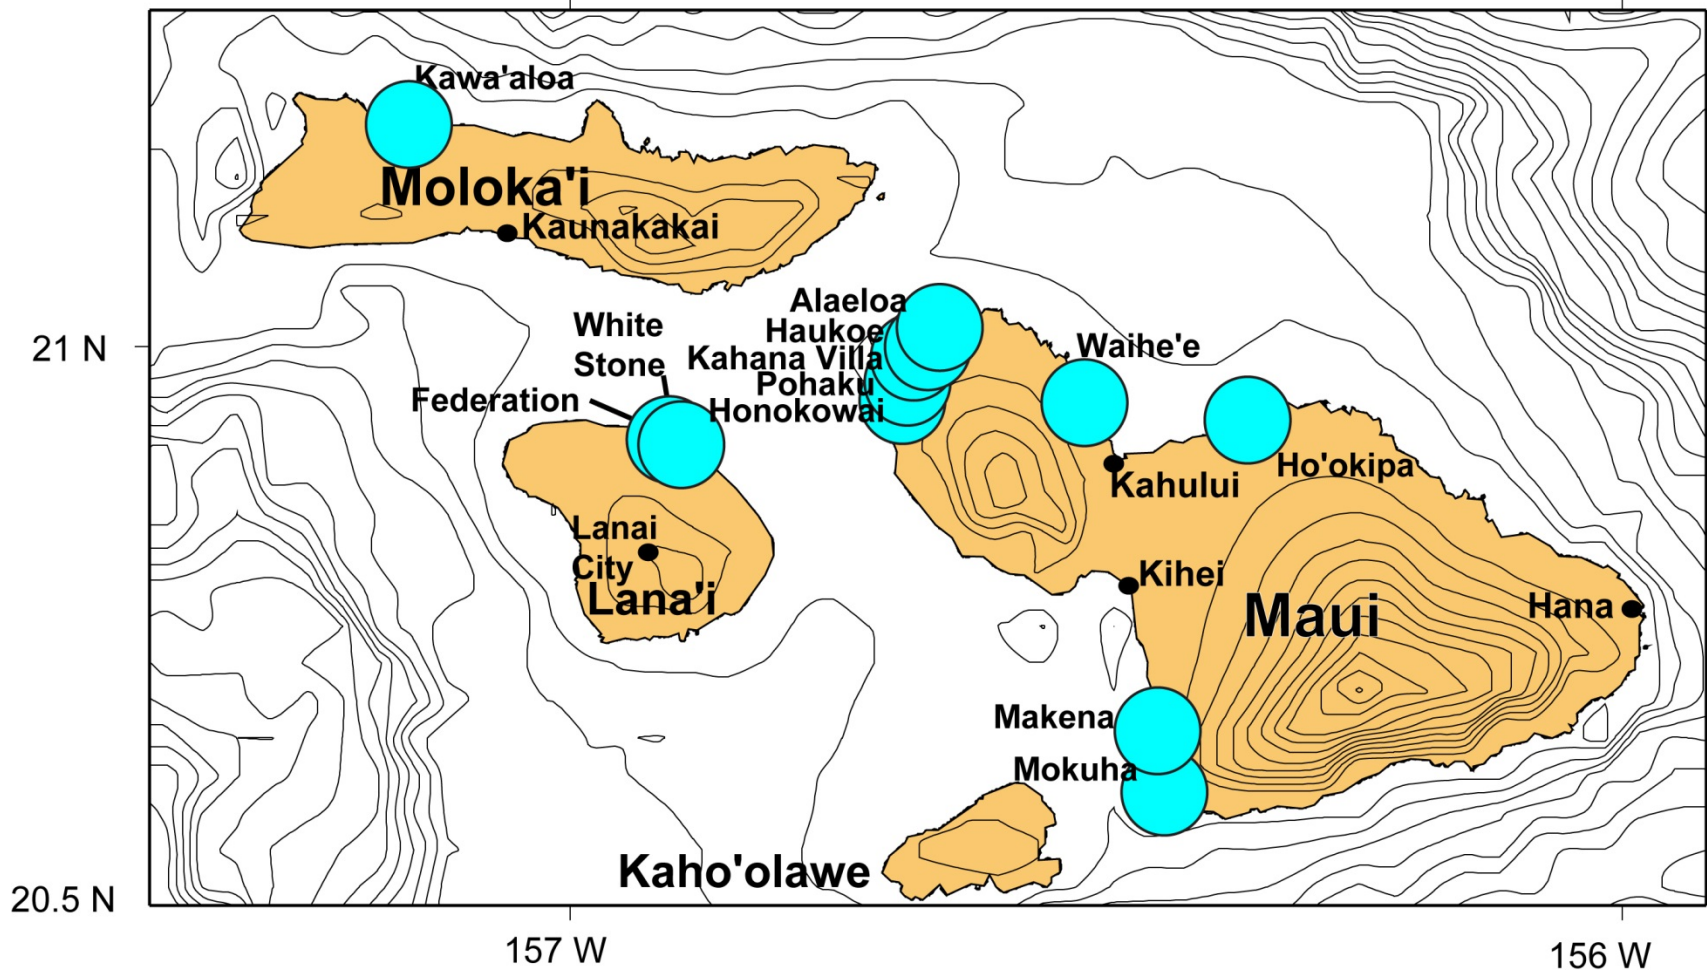 Kawa'aloa
Moloka'i
Kaunakakai
Alaeloa
White
Haukoe
Waihe'e
21 N
Stone
Kahana Villa
Pohaku
Federation
Honokowai
Ho'okipa
Kahului
Lanai
City
Kihei
Lana'i
Maui
Hana
Makena
Mokuha
Kaho'olawe
20.5 N
157 W
156 W